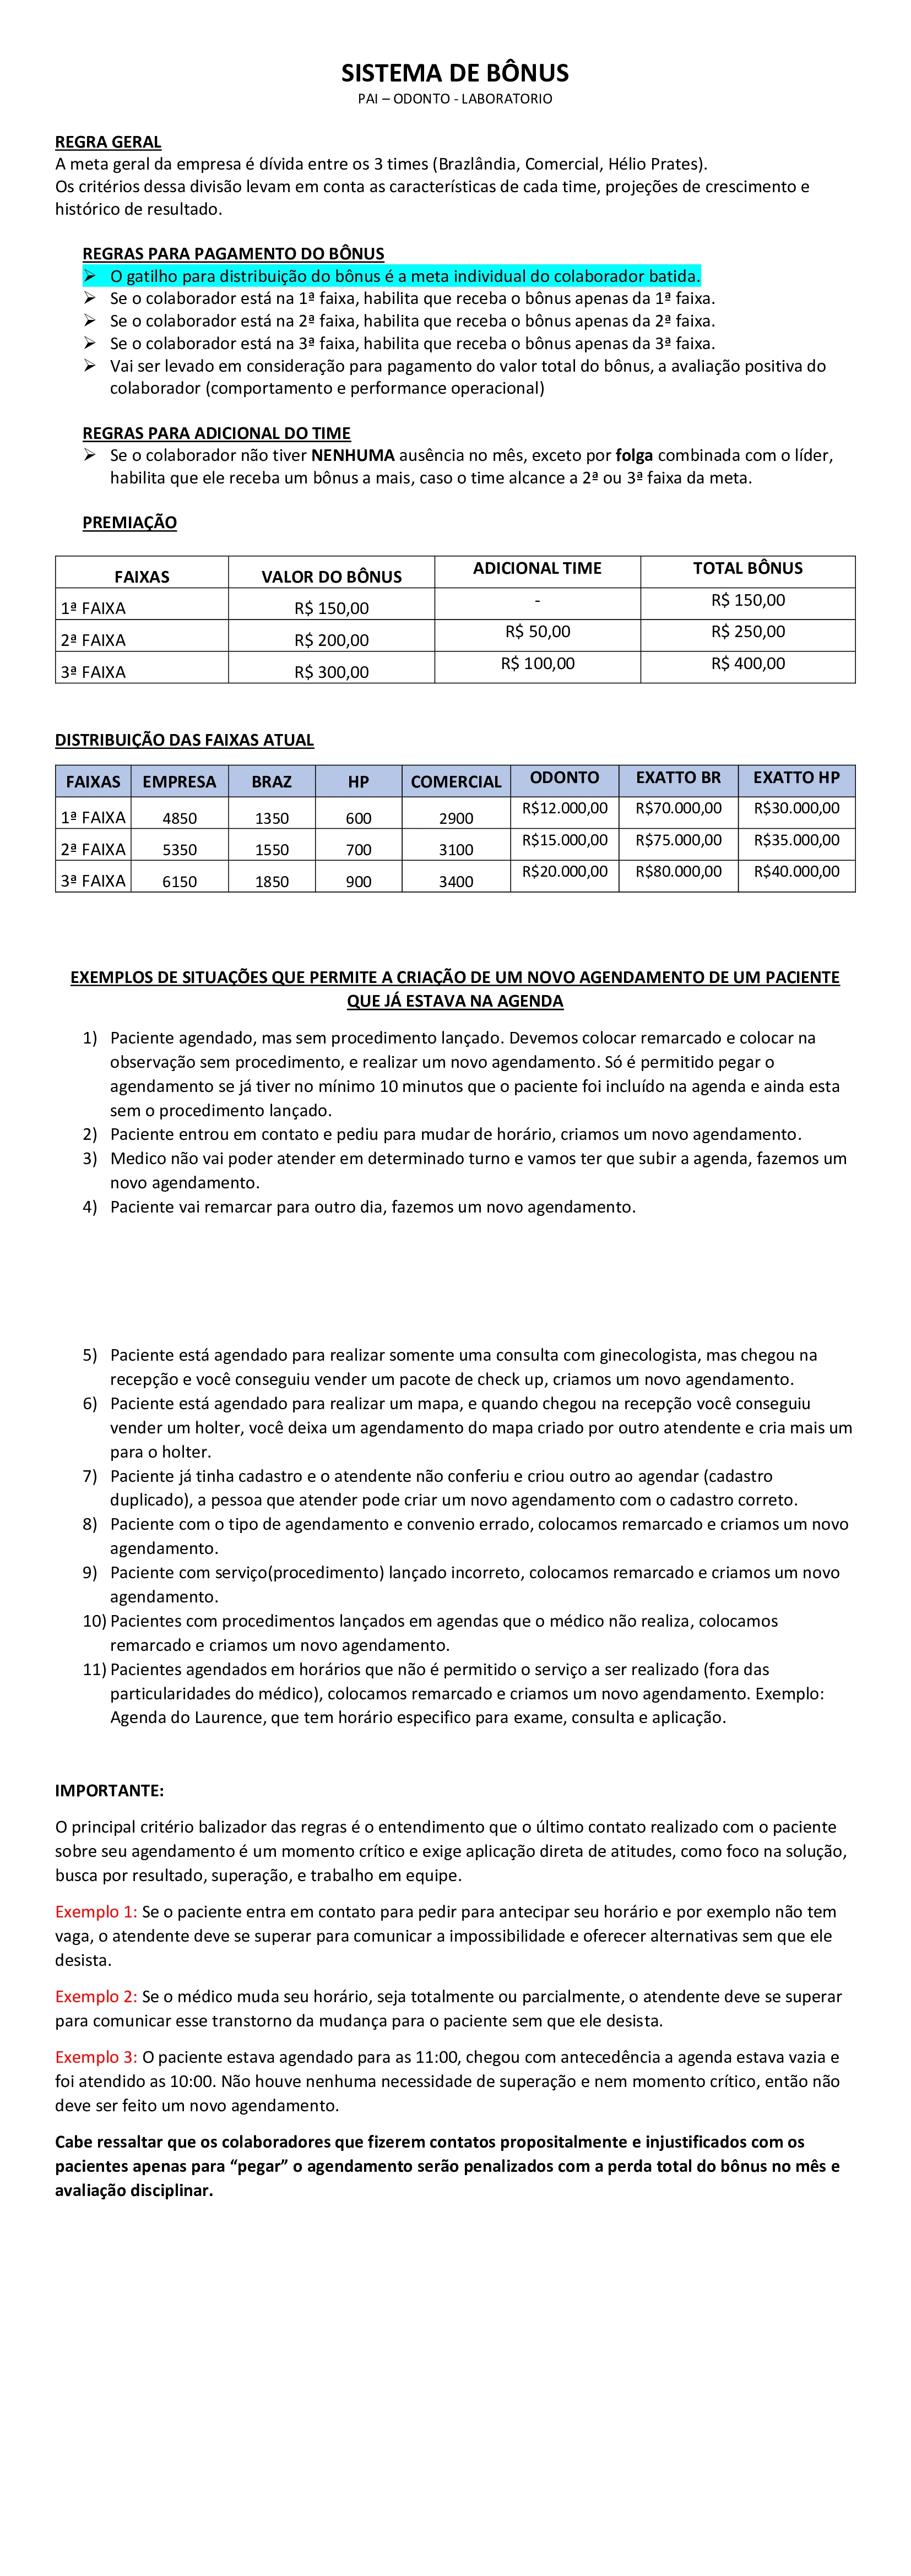 SISTEMA DE BÔNUS
PAI – ODONTO - LABORATORIO
REGRA GERAL
A meta geral da empresa é dívida entre os 3 times (Brazlândia, Comercial, Hélio Prates).
Os critérios dessa divisão levam em conta as características de cada time, projeções de crescimento e
histórico de resultado.
REGRAS PARA PAGAMENTO DO BÔNUS
➢ O gatilho para distribuição do bônus é a meta individual do colaborador batida.
➢ Se o colaborador está na 1ª faixa, habilita que receba o bônus apenas da 1ª faixa.
➢ Se o colaborador está na 2ª faixa, habilita que receba o bônus apenas da 2ª faixa.
➢ Se o colaborador está na 3ª faixa, habilita que receba o bônus apenas da 3ª faixa.
➢ Vai ser levado em consideração para pagamento do valor total do bônus, a avaliação positiva do
colaborador (comportamento e performance operacional)
REGRAS PARA ADICIONAL DO TIME
➢ Se o colaborador não tiver NENHUMA ausência no mês, exceto por folga combinada com o líder,
habilita que ele receba um bônus a mais, caso o time alcance a 2ª ou 3ª faixa da meta.
PREMIAÇÃO
FAIXAS VALOR DO BÔNUS ADICIONAL TIME TOTAL BÔNUS
1ª FAIXA R$ 150,00 - R$ 150,00
2ª FAIXA R$ 200,00 R$ 50,00 R$ 250,00
3ª FAIXA R$ 300,00 R$ 100,00 R$ 400,00
DISTRIBUIÇÃO DAS FAIXAS ATUAL
FAIXAS EMPRESA BRAZ HP COMERCIAL ODONTO EXATTO BR EXATTO HP
1ª FAIXA 4850 1350 600 2900 R$12.000,00 R$70.000,00 R$30.000,00
2ª FAIXA 5350 1550 700 3100 R$15.000,00 R$75.000,00 R$35.000,00
3ª FAIXA 6150 1850 900 3400 R$20.000,00 R$80.000,00 R$40.000,00
EXEMPLOS DE SITUAÇÕES QUE PERMITE A CRIAÇÃO DE UM NOVO AGENDAMENTO DE UM PACIENTE
QUE JÁ ESTAVA NA AGENDA
1) Paciente agendado, mas sem procedimento lançado. Devemos colocar remarcado e colocar na
observação sem procedimento, e realizar um novo agendamento. Só é permitido pegar o
agendamento se já tiver no mínimo 10 minutos que o paciente foi incluído na agenda e ainda esta
sem o procedimento lançado.
2) Paciente entrou em contato e pediu para mudar de horário, criamos um novo agendamento.
3) Medico não vai poder atender em determinado turno e vamos ter que subir a agenda, fazemos um
novo agendamento.
4) Paciente vai remarcar para outro dia, fazemos um novo agendamento.
5) Paciente está agendado para realizar somente uma consulta com ginecologista, mas chegou na
recepção e você conseguiu vender um pacote de check up, criamos um novo agendamento.
6) Paciente está agendado para realizar um mapa, e quando chegou na recepção você conseguiu
vender um holter, você deixa um agendamento do mapa criado por outro atendente e cria mais um
para o holter.
7) Paciente já tinha cadastro e o atendente não conferiu e criou outro ao agendar (cadastro
duplicado), a pessoa que atender pode criar um novo agendamento com o cadastro correto.
8) Paciente com o tipo de agendamento e convenio errado, colocamos remarcado e criamos um novo
agendamento.
9) Paciente com serviço(procedimento) lançado incorreto, colocamos remarcado e criamos um novo
agendamento.
10) Pacientes com procedimentos lançados em agendas que o médico não realiza, colocamos
remarcado e criamos um novo agendamento.
11) Pacientes agendados em horários que não é permitido o serviço a ser realizado (fora das
particularidades do médico), colocamos remarcado e criamos um novo agendamento. Exemplo:
Agenda do Laurence, que tem horário especifico para exame, consulta e aplicação.
IMPORTANTE:
O principal critério balizador das regras é o entendimento que o último contato realizado com o paciente
sobre seu agendamento é um momento crítico e exige aplicação direta de atitudes, como foco na solução,
busca por resultado, superação, e trabalho em equipe.
Exemplo 1: Se o paciente entra em contato para pedir para antecipar seu horário e por exemplo não tem
vaga, o atendente deve se superar para comunicar a impossibilidade e oferecer alternativas sem que ele
desista.
Exemplo 2: Se o médico muda seu horário, seja totalmente ou parcialmente, o atendente deve se superar
para comunicar esse transtorno da mudança para o paciente sem que ele desista.
Exemplo 3: O paciente estava agendado para as 11:00, chegou com antecedência a agenda estava vazia e
foi atendido as 10:00. Não houve nenhuma necessidade de superação e nem momento crítico, então não
deve ser feito um novo agendamento.
Cabe ressaltar que os colaboradores que fizerem contatos propositalmente e injustificados com os
pacientes apenas para “pegar” o agendamento serão penalizados com a perda total do bônus no mês e
avaliação disciplinar.